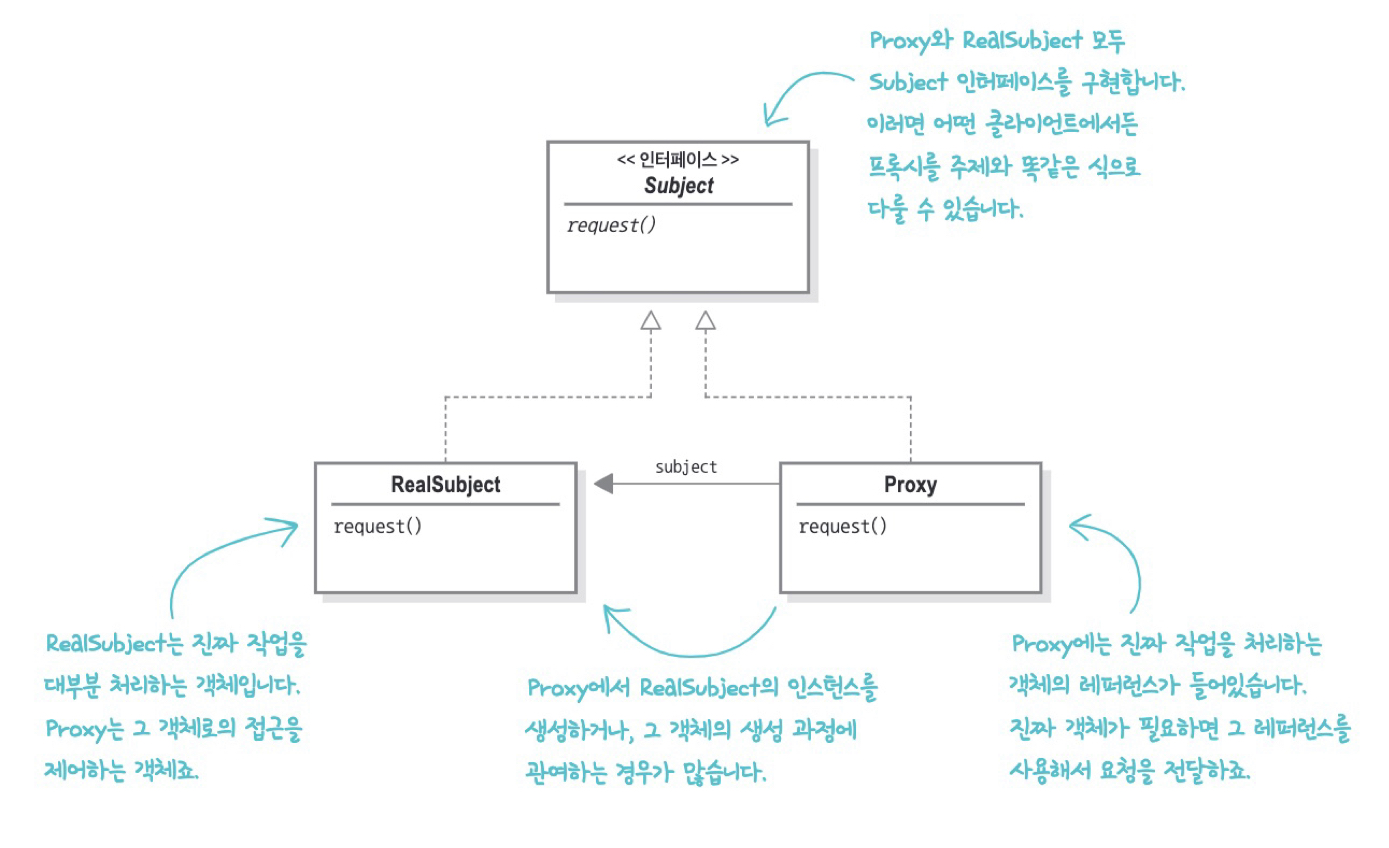 Proxy와 RealSubject 모두
Subject 인터페이스를 구현합니다.
이러면 어떤 클라이언트에서든
프록시를 주제와 똑같은 식으로
다룰 수 있습니다.
<< 인터페이스 >>
Subject
request()
subject
RealSubject
request()
Proxy
request()
RealSubject는 진짜 작업을
대부분 처리하는 객체입니다.
Proxy는 그 객체로의 접근을
제어하는 객체죠.
Proxy에서 RealSubject의 인스턴스를
생성하거나, 그 객체의 생성 과정에
관여하는 경우가 많습니다.
Proxy에는 진짜 작업을 처리하는
객체의 레퍼런스가 들어있습니다.
진짜 객체가 필요하면 그 레퍼런스를
사용해서 요청을 전달하죠.